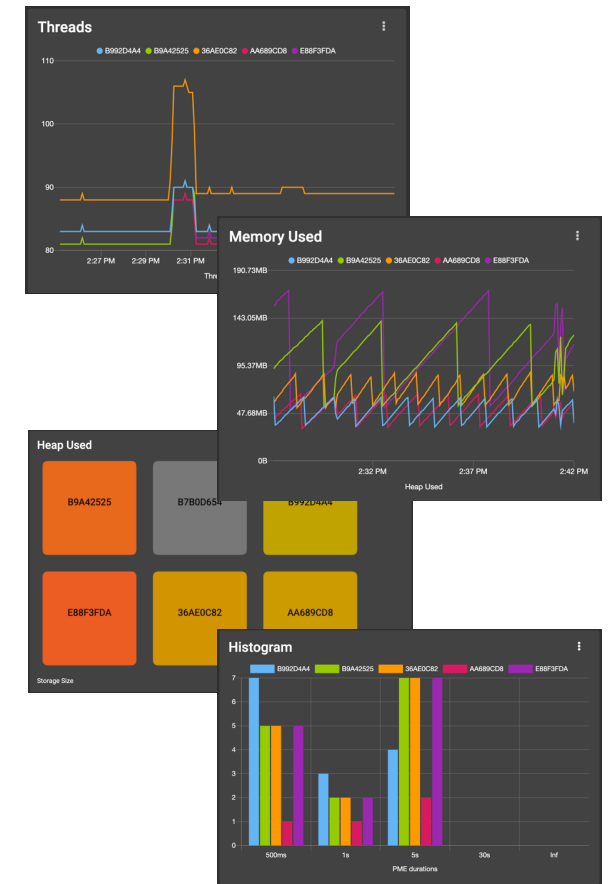 Threads
B992D4A4 B9A42525 36AE0C82 AA689CD8 E88F3FDA
110
100
90
80
2:27 PM 2:29 PM 2:31 PM
Memory Used
B992D4A4 B9A42525 36AE0C82 AA689CD8 E88F3FDA
190.73MB
143.05MB
95.37MB
47.68MB
0B
2:32 PM 2:37 PM 2:42 PM
Heap Used
Heap Used
B9A42525 B7B0D654 B992D4A4
E88F3FDA 36AE0C82 AA689CD8
Storage Size
Histogram
B992D4A4 B9A42525 36AE0C82 AA689CD8 E88F3FDA
7
6
5
4
3
2
1
0
500ms 1s 5s 30s Inf
PME durations